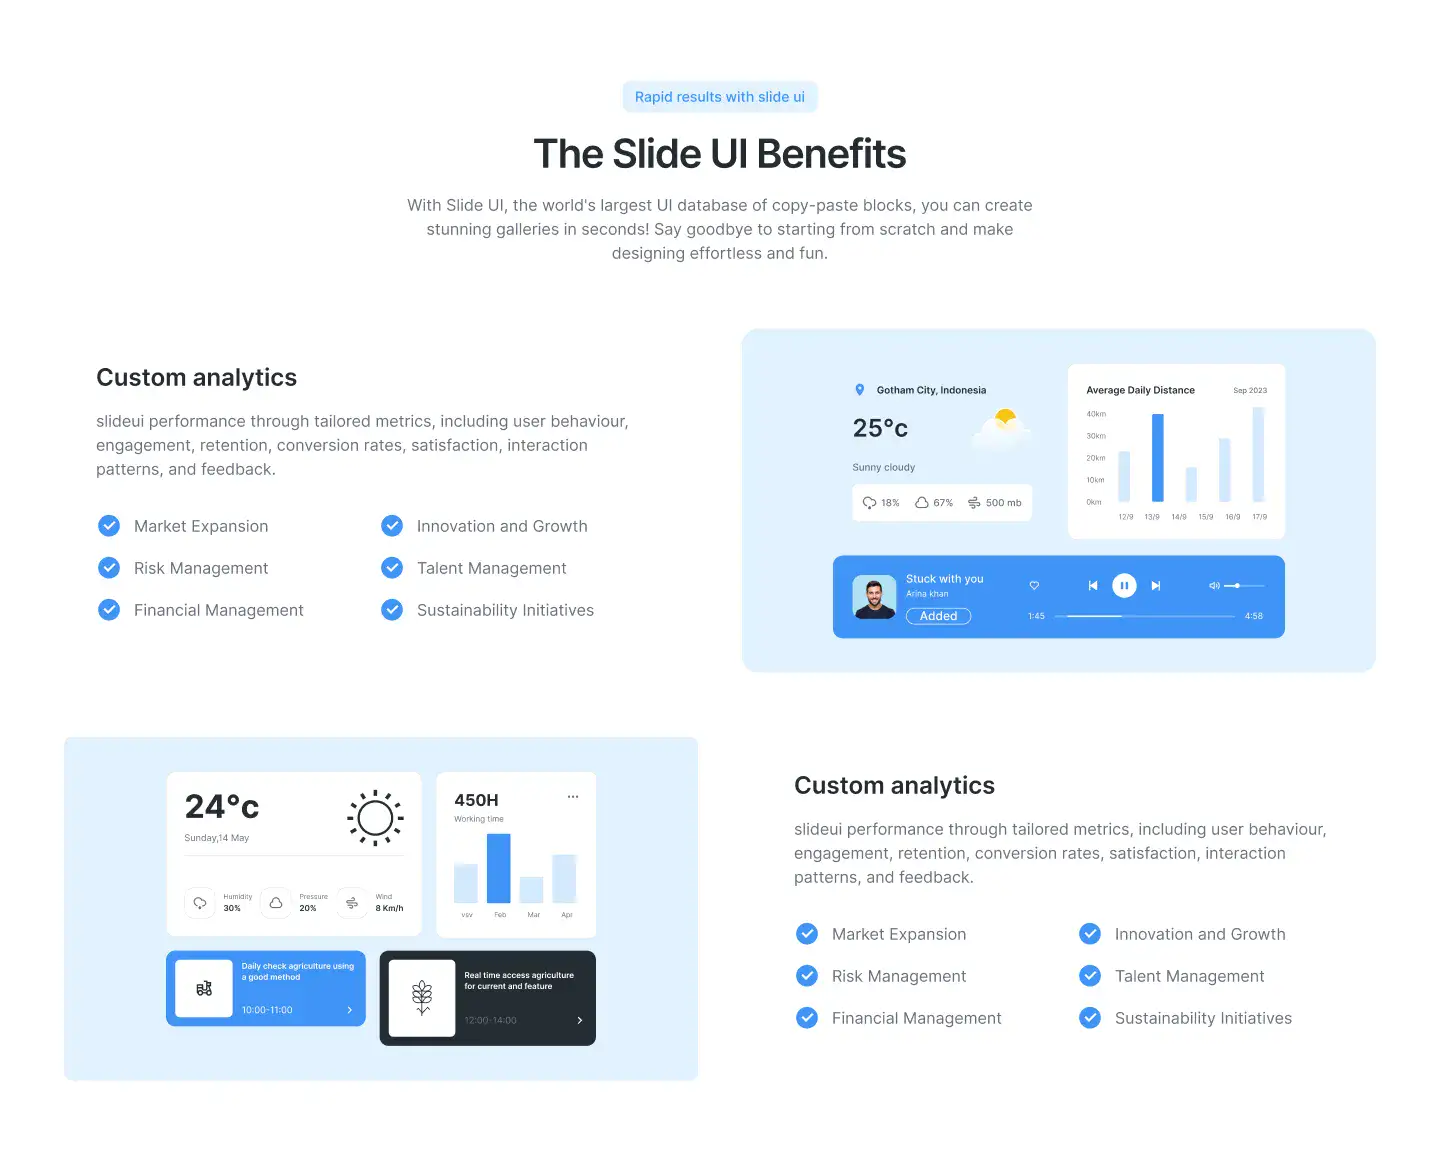 Rapid results with slide ui
The Slide UI Benefits
With Slide UI, the world's largest UI database of copy-paste blocks, you can create
stunning galleries in seconds! Say goodbye to starting from scratch and make
designing effortless and fun.
Custom analytics
slideui performance through tailored metrics, including user behaviour,
engagement, retention, conversion rates, satisfaction, interaction
patterns, and feedback.
Market Expansion
Innovation and Growth
Risk Management
Talent Management
Financial Management
Sustainability Initiatives
Gotham City, Indonesia
25°c
Sunny cloudy
18% 67% 500 mb
Average Daily Distance Sep 2023
40km
30km
20km
10km
0km
12/9 13/9 14/9 15/9 16/9 17/9
Stuck with you
Arina khan
Added
1:45 4:58
24°c
Sunday,14 May
Humidity Pressure Wind
30% 20% 8 Km/h
450H
Working time
vsv Feb Mar Apr
Daily check agriculture using
a good method
10:00-11:00
Real time access agriculture
for current and feature
12:00-14:00
Custom analytics
slideui performance through tailored metrics, including user behaviour,
engagement, retention, conversion rates, satisfaction, interaction
patterns, and feedback.
Market Expansion
Innovation and Growth
Risk Management
Talent Management
Financial Management
Sustainability Initiatives